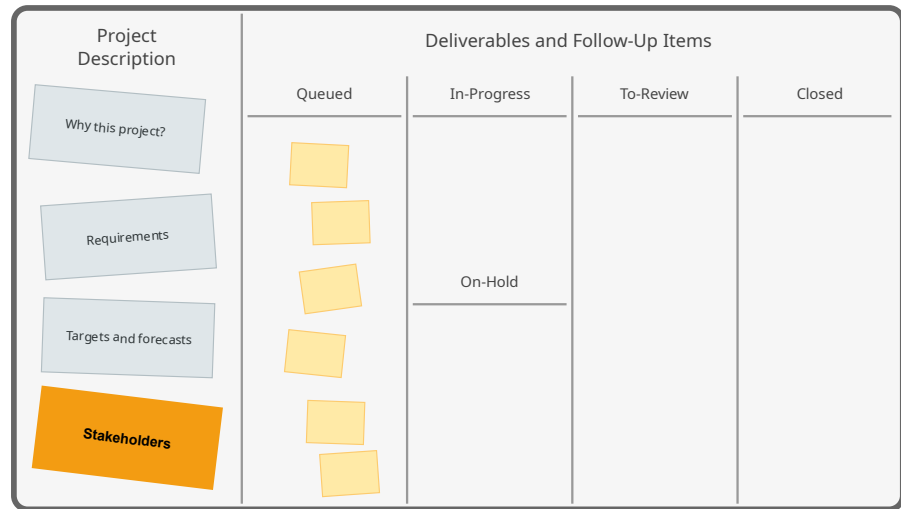 Project
Description
Deliverables and Follow-Up Items
Queued
In-Progress
To-Review
Closed
Why this project?
Requirements
On-Hold
Targets and forecasts
Stakeholders